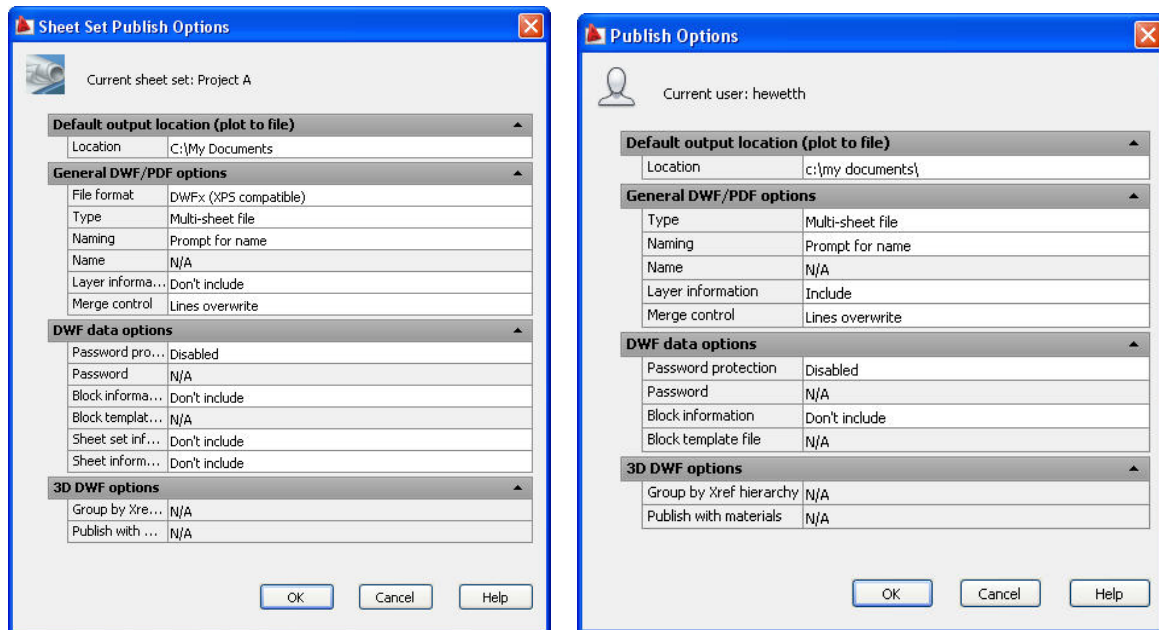 Sheet Set Publish Options
Current sheet set: Project A
Default output location (plot to file)
Location C:\My Documents
General DWF/PDF options
File format DWFx (XPS compatible)
Type Multi-sheet file
Naming Prompt for name
Name N/A
Layer informa... Don't include
Merge control Lines overwrite
DWF data options
Password pro... Disabled
Password N/A
Block informa... Don't include
Block templat... N/A
Sheet set inf... Don't include
Sheet inform... Don't include
3D DWF options
Group by Xre... N/A
Publish with ... N/A
OK Cancel Help
Publish Options
Current user: hewetth
Default output location (plot to file)
Location c:\my documents\
General DWF/PDF options
Type Multi-sheet file
Naming Prompt for name
Name N/A
Layer information Include
Merge control Lines overwrite
DWF data options
Password protection Disabled
Password N/A
Block information Don't include
Block template file N/A
3D DWF options
Group by Xref hierarchy N/A
Publish with materials N/A
OK Cancel Help